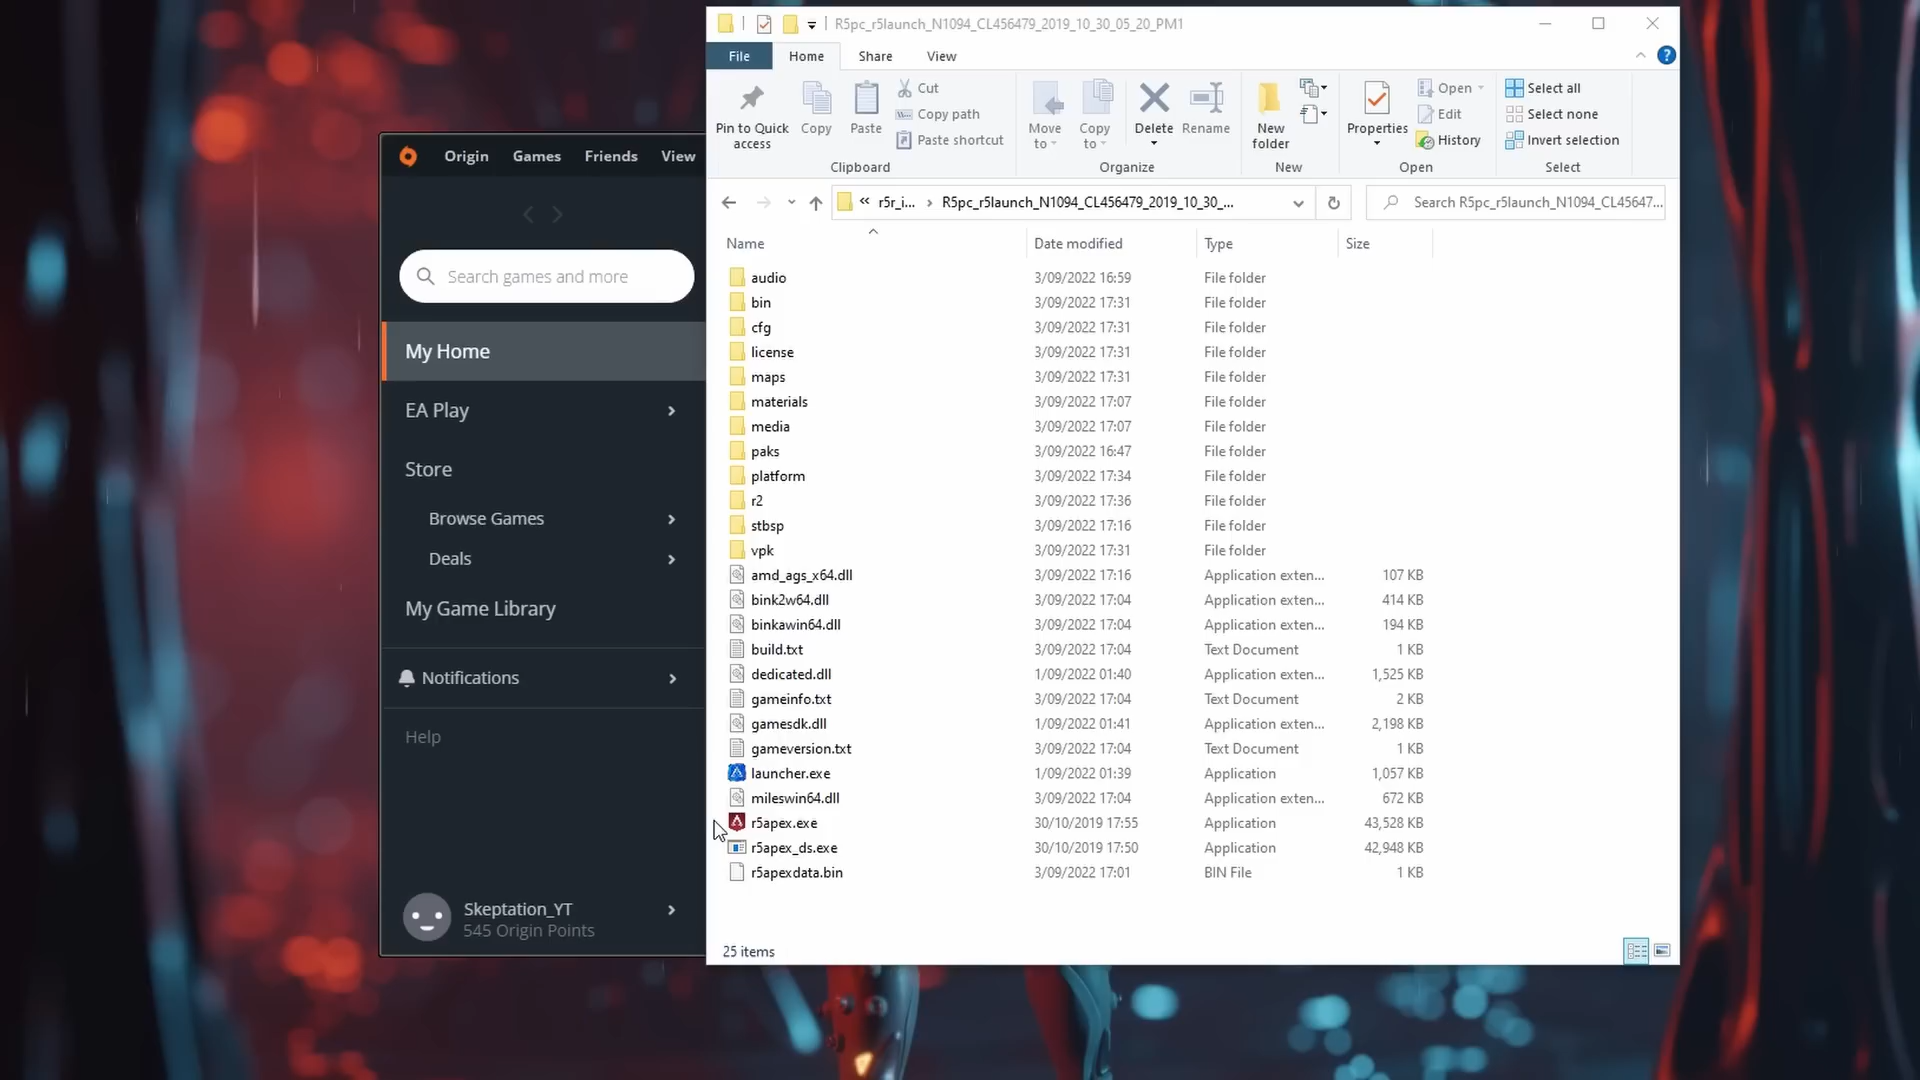 R5pc_r5launch_N1094_CL456479_2019_10_30_05_20_PM1
File Home Share View
Pin to Quick access
Copy
Paste
Cut
Copy path
Paste shortcut
Move to
Copy to
Delete
Rename
New folder
Properties
Open
Edit
History
Select all
Select none
Invert selection
Clipboard Organize New Open Select
« r5r_i... › R5pc_r5launch_N1094_CL456479_2019_10_30_...
Search R5pc_r5launch_N1094_CL45647...
Name Date modified Type Size
audio 3/09/2022 16:59 File folder
bin 3/09/2022 17:31 File folder
cfg 3/09/2022 17:31 File folder
license 3/09/2022 17:31 File folder
maps 3/09/2022 17:31 File folder
materials 3/09/2022 17:07 File folder
media 3/09/2022 17:07 File folder
paks 3/09/2022 16:47 File folder
platform 3/09/2022 17:34 File folder
r2 3/09/2022 17:36 File folder
stbsp 3/09/2022 17:16 File folder
vpk 3/09/2022 17:31 File folder
amd_ags_x64.dll 3/09/2022 17:16 Application exten... 107 KB
bink2w64.dll 3/09/2022 17:04 Application exten... 414 KB
binkawin64.dll 3/09/2022 17:04 Application exten... 194 KB
build.txt 3/09/2022 17:04 Text Document 1 KB
dedicated.dll 1/09/2022 01:40 Application exten... 1,525 KB
gameinfo.txt 3/09/2022 17:04 Text Document 2 KB
gamesdk.dll 1/09/2022 01:41 Application exten... 2,198 KB
gameversion.txt 3/09/2022 17:04 Text Document 1 KB
launcher.exe 1/09/2022 01:39 Application 1,057 KB
mileswin64.dll 3/09/2022 17:04 Application exten... 672 KB
r5apex.exe 30/10/2019 17:55 Application 43,528 KB
r5apex_ds.exe 30/10/2019 17:50 Application 42,948 KB
r5apexdata.bin 3/09/2022 17:01 BIN File 1 KB
25 items
Origin Games Friends View
Search games and more
My Home
EA Play
Store
Browse Games
Deals
My Game Library
Notifications
Help
Skeptation_YT
545 Origin Points